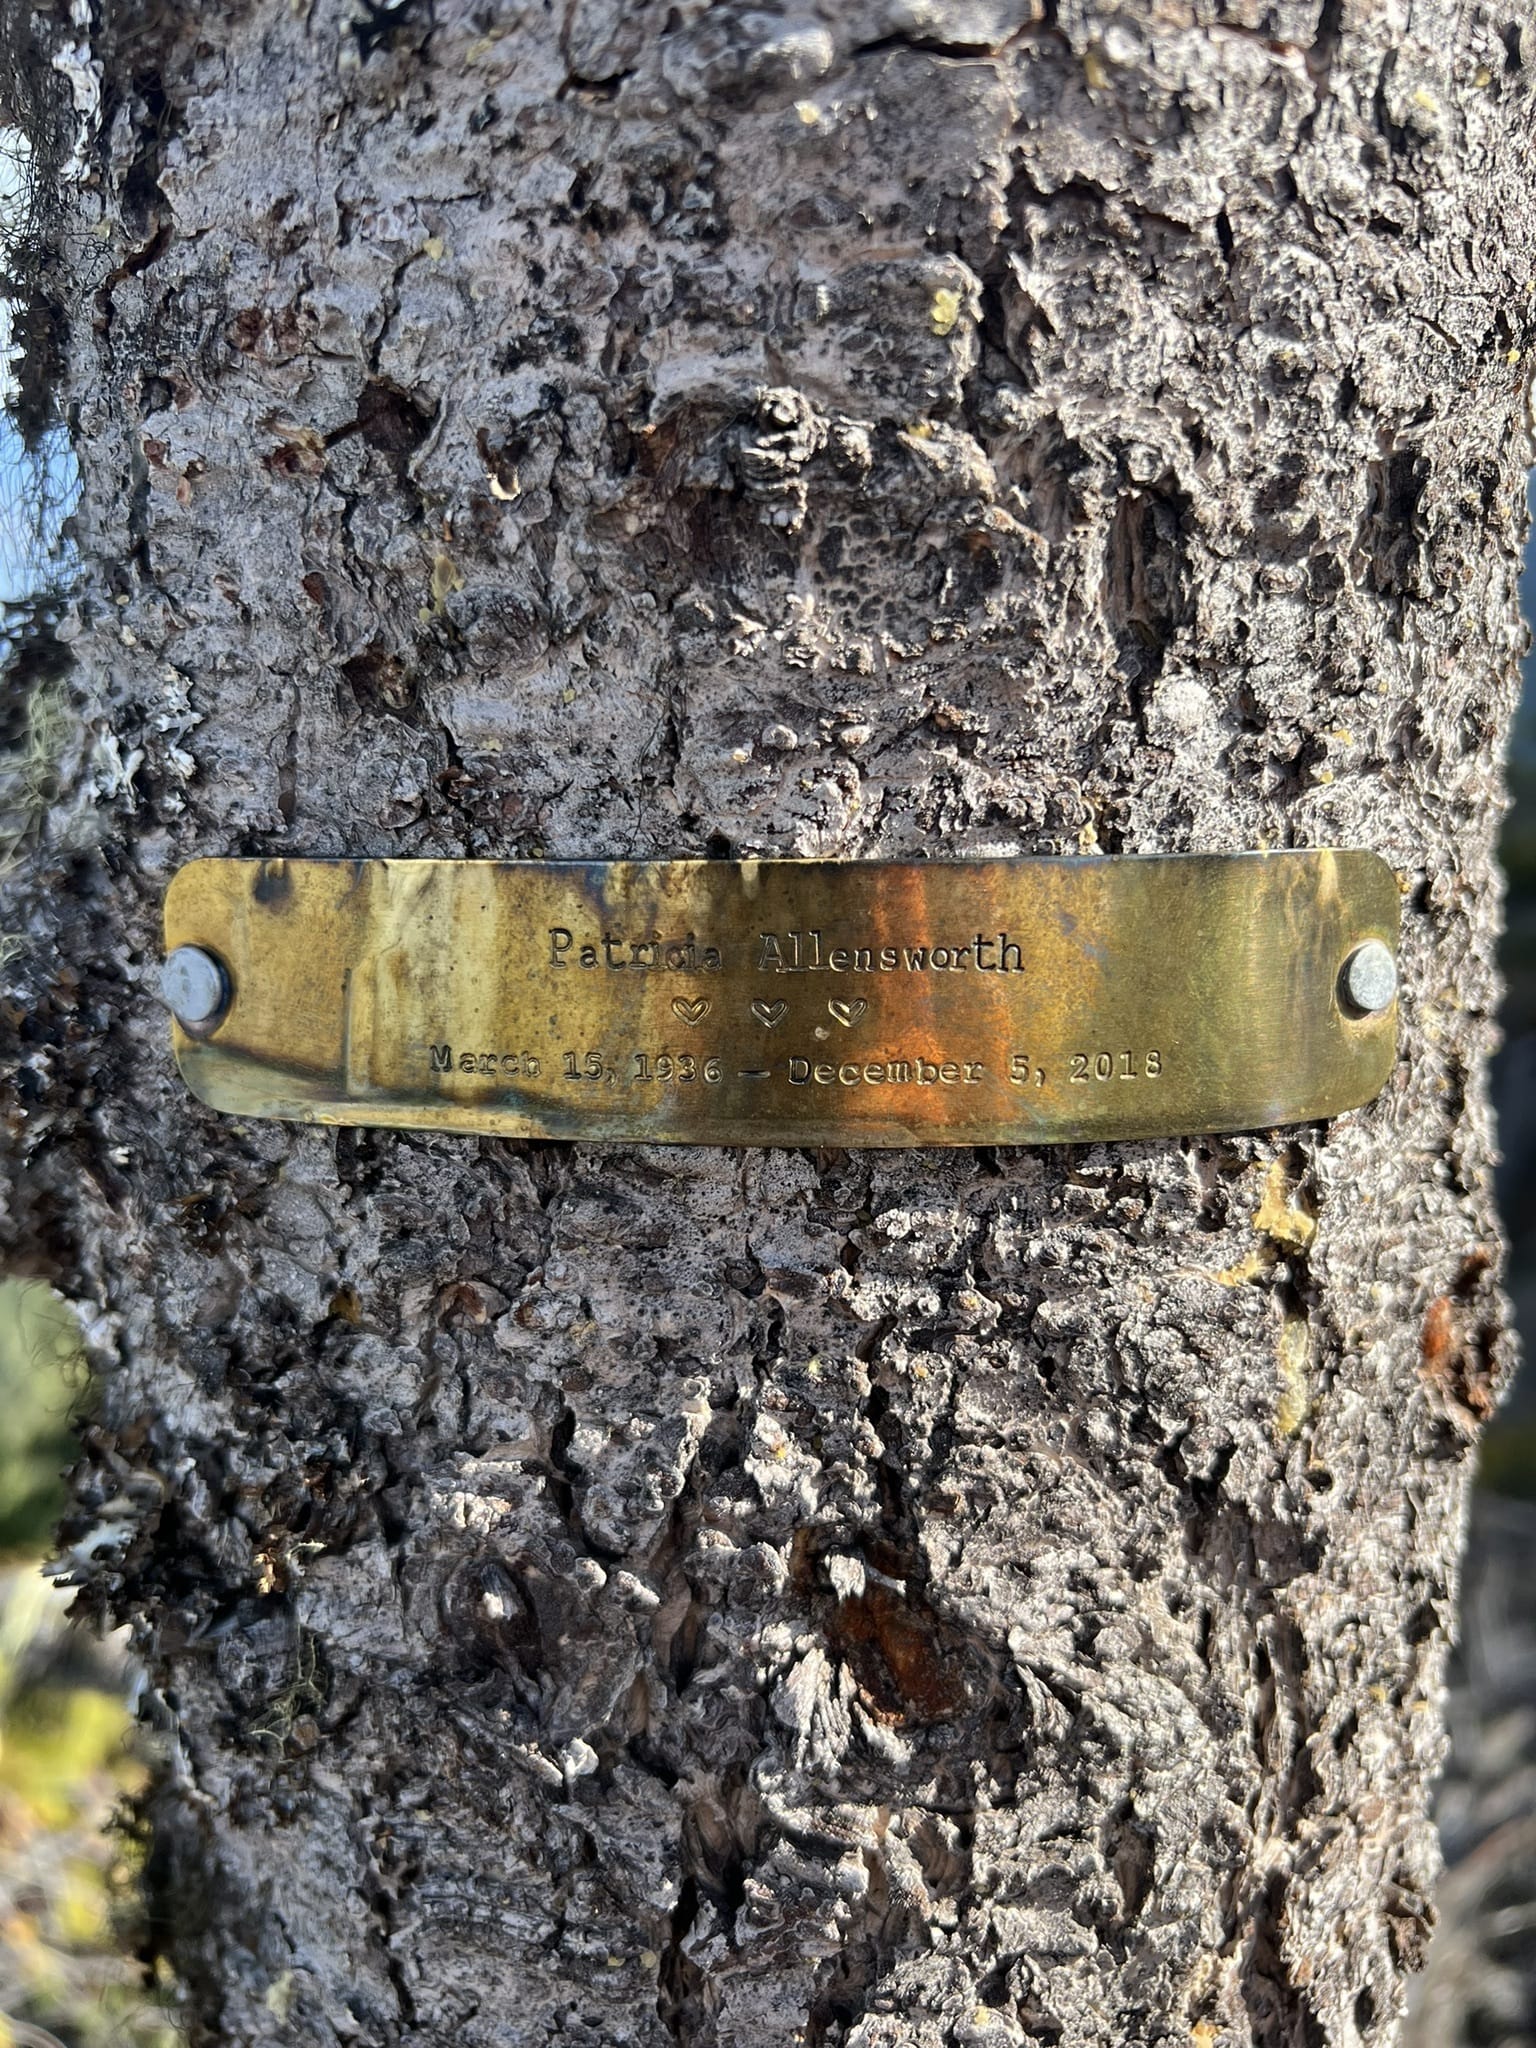 Patricia Allensworth
♡ ♡ ♡
March 15, 1936 — December 5, 2018